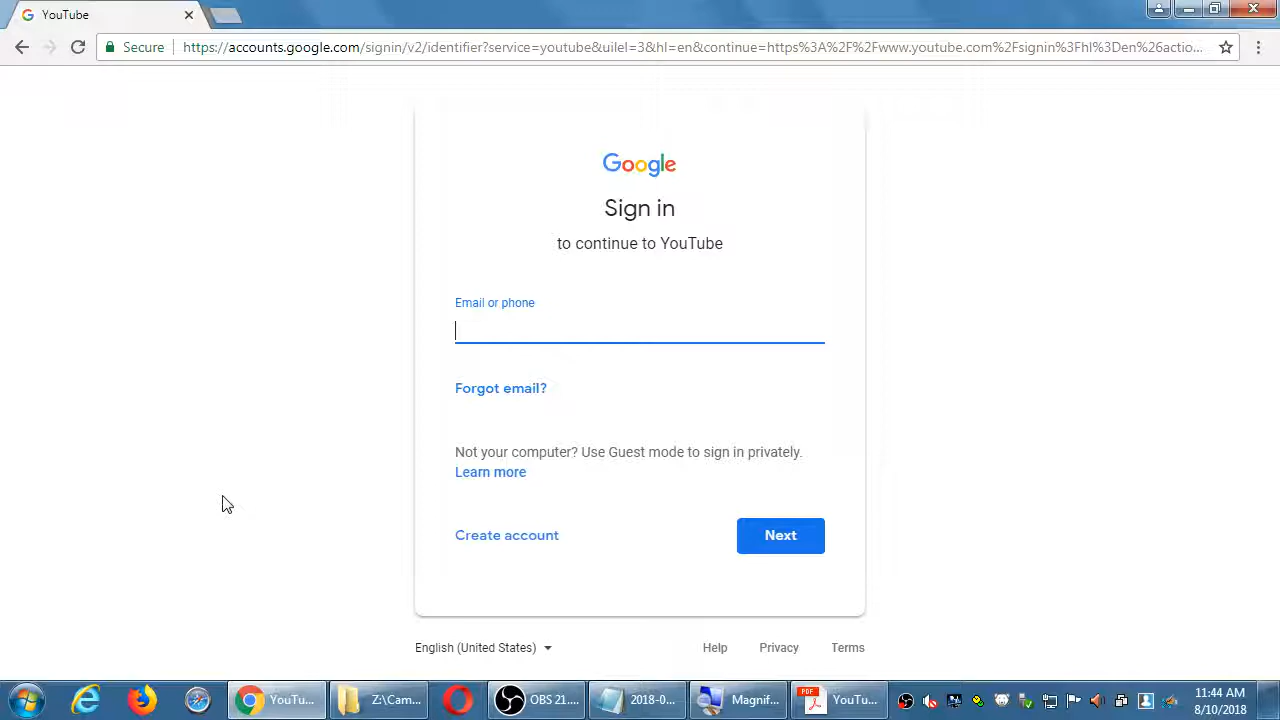 YouTube
Secure
https://accounts.google.com/signin/v2/identifier?service=youtube&uilel=3&hl=en&continue=https%3A%2F%2Fwww.youtube.com%2Fsignin%3Fhl%3Den%26actio...
Google
Sign in
to continue to YouTube
Email or phone
Forgot email?
Not your computer? Use Guest mode to sign in privately.
Learn more
Create account
Next
English (United States)
Help
Privacy
Terms
YouTu...
Z:\Cam...
OBS 21....
2018-0...
Magnif...
PDF
YouTu...
11:44 AM
8/10/2018